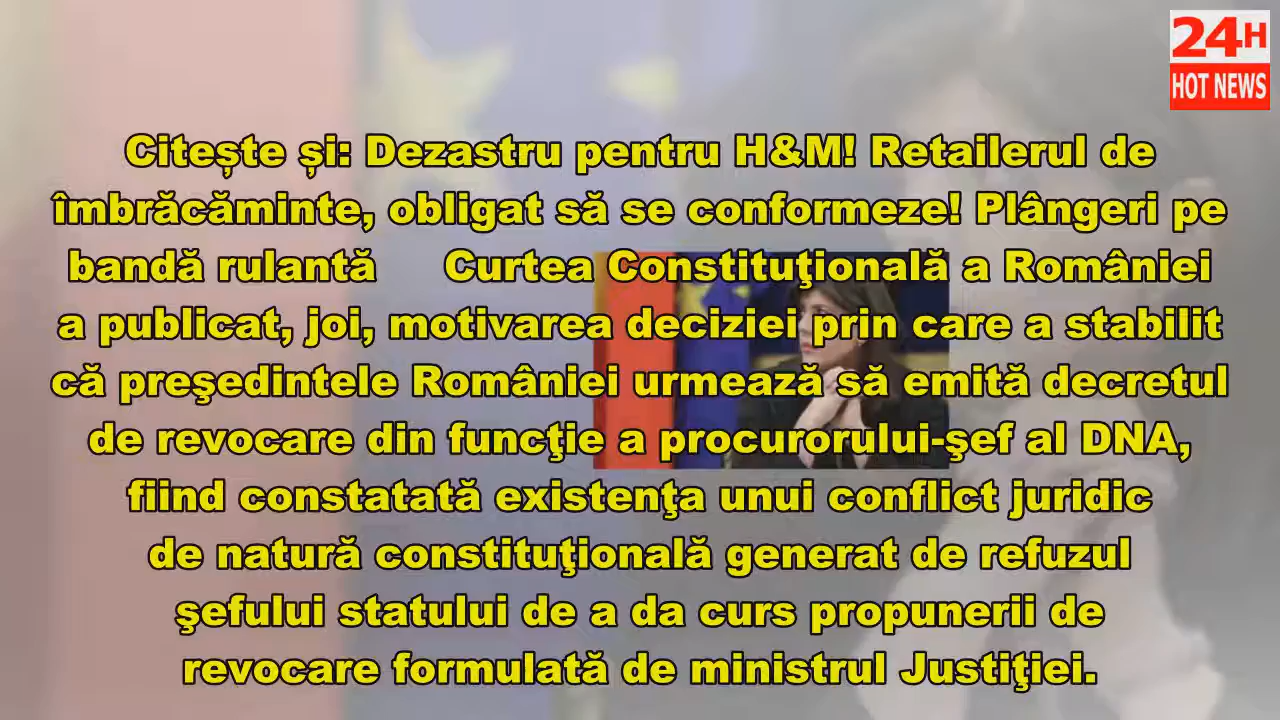 24H
HOT NEWS
Citește și: Dezastru pentru H&M! Retailerul de
îmbrăcăminte, obligat să se conformeze! Plângeri pe
bandă rulantă Curtea Constituţională a României
a publicat, joi, motivarea deciziei prin care a stabilit
că preşedintele României urmează să emită decretul
de revocare din funcţie a procurorului-şef al DNA,
fiind constatată existenţa unui conflict juridic
de natură constituţională generat de refuzul
şefului statului de a da curs propunerii de
revocare formulată de ministrul Justiţiei.